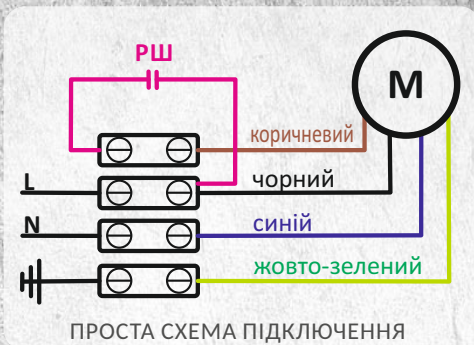 РШ
М
коричневий
L
чорний
N
синій
жовто-зелений
ПРОСТА СХЕМА ПІДКЛЮЧЕННЯ